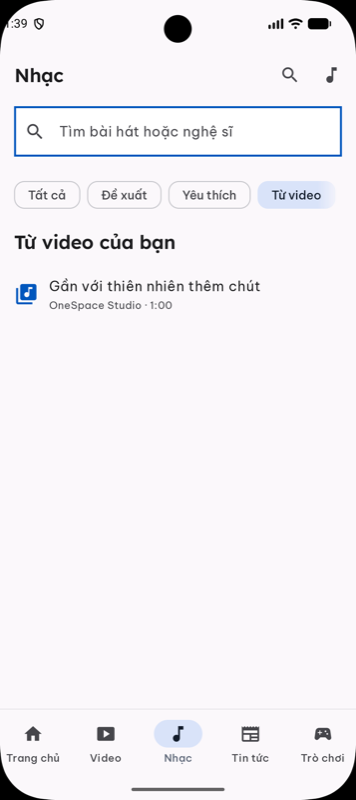 1:39
Nhạc
Tìm bài hát hoặc nghệ sĩ
Tất cả
Đề xuất
Yêu thích
Từ video
Từ video của bạn
Gần với thiên nhiên thêm chút
OneSpace Studio · 1:00
Trang chủ
Video
Nhạc
Tin tức
Trò chơi